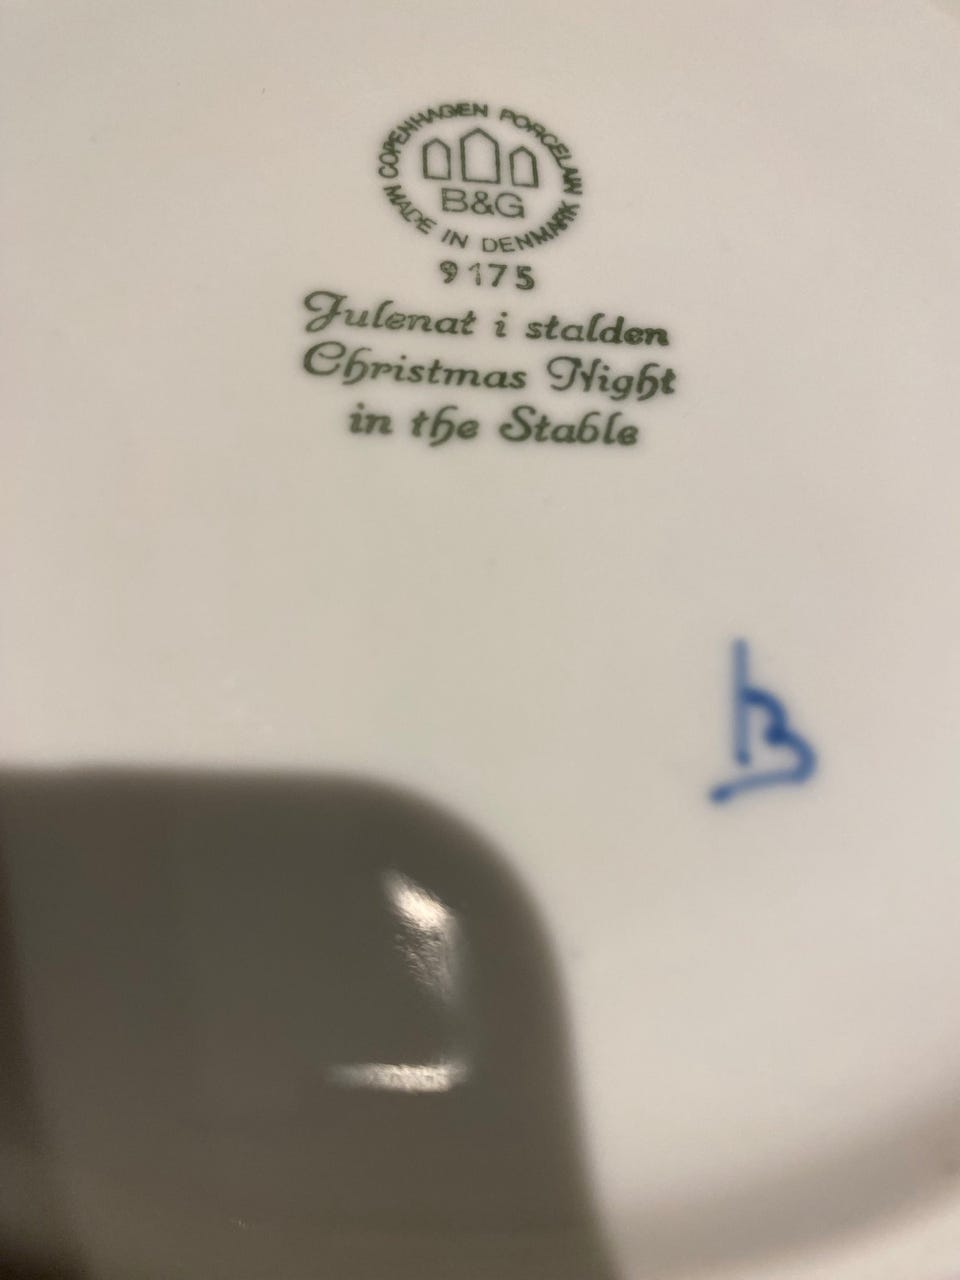 COPENHAGEN PORCELAIN
B&G
MADE IN DENMARK
9175
Julenat i stalden
Christmas Night
in the Stable
B